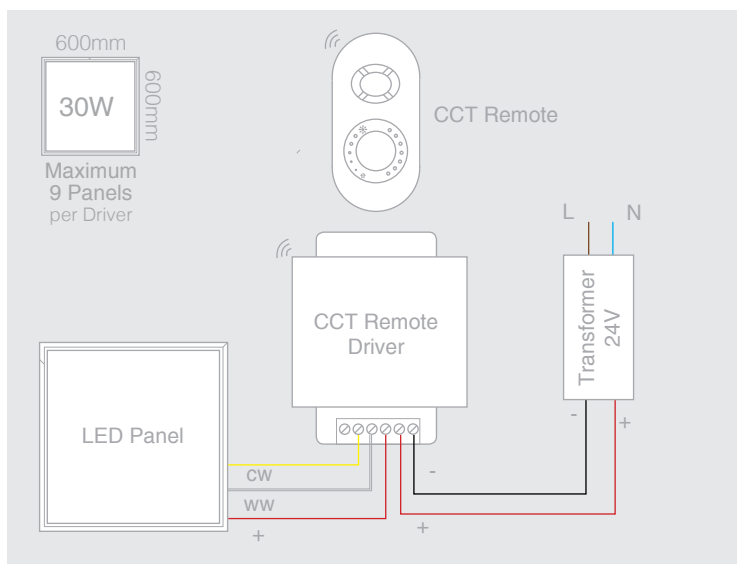 600mm
600mm
30W
Maximum
9 Panels
per Driver
CCT Remote
L N
Transformer
24V
CCT Remote
Driver
LED Panel
CW
WW
+
-
+
-
+